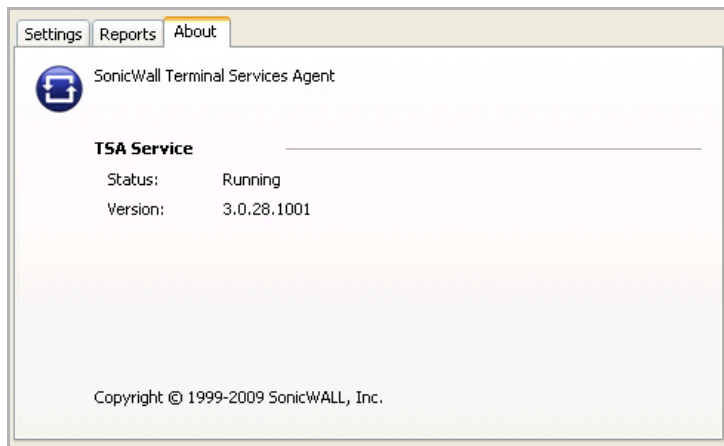 Settings Reports About
SonicWall Terminal Services Agent
TSA Service
Status: Running
Version: 3.0.28.1001
Copyright © 1999-2009 SonicWALL, Inc.